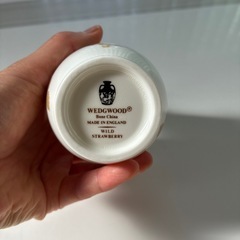 WEDGWOOD®
Bone China
MADE IN ENGLAND
WILD
STRAWBERRY